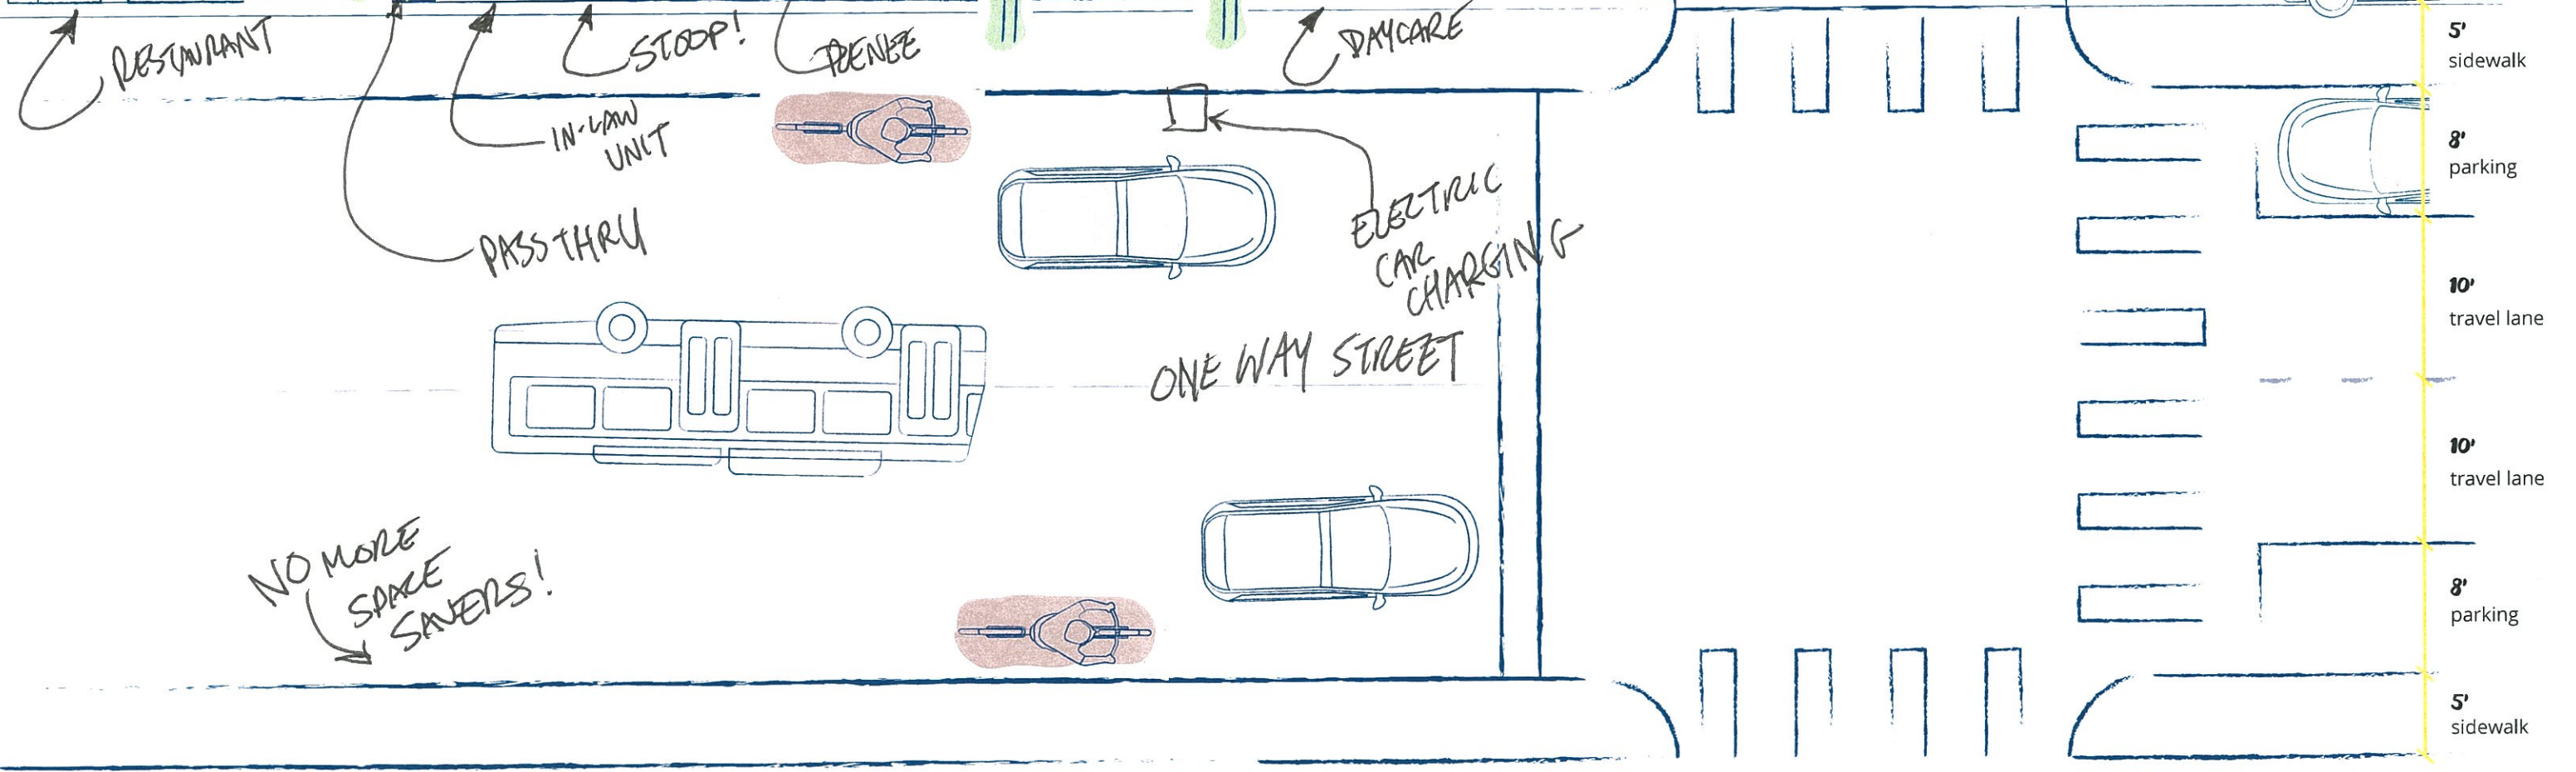 RESTAURANT
STOOP!
DAYCARE
IN-LAW
UNIT
PASS THRU
ELECTRIC
CAR
CHARGING
ONE WAY STREET
NO MORE
SPACE
SAVERS!
5'
sidewalk
8'
parking
10'
travel lane
10'
travel lane
8'
parking
5'
sidewalk